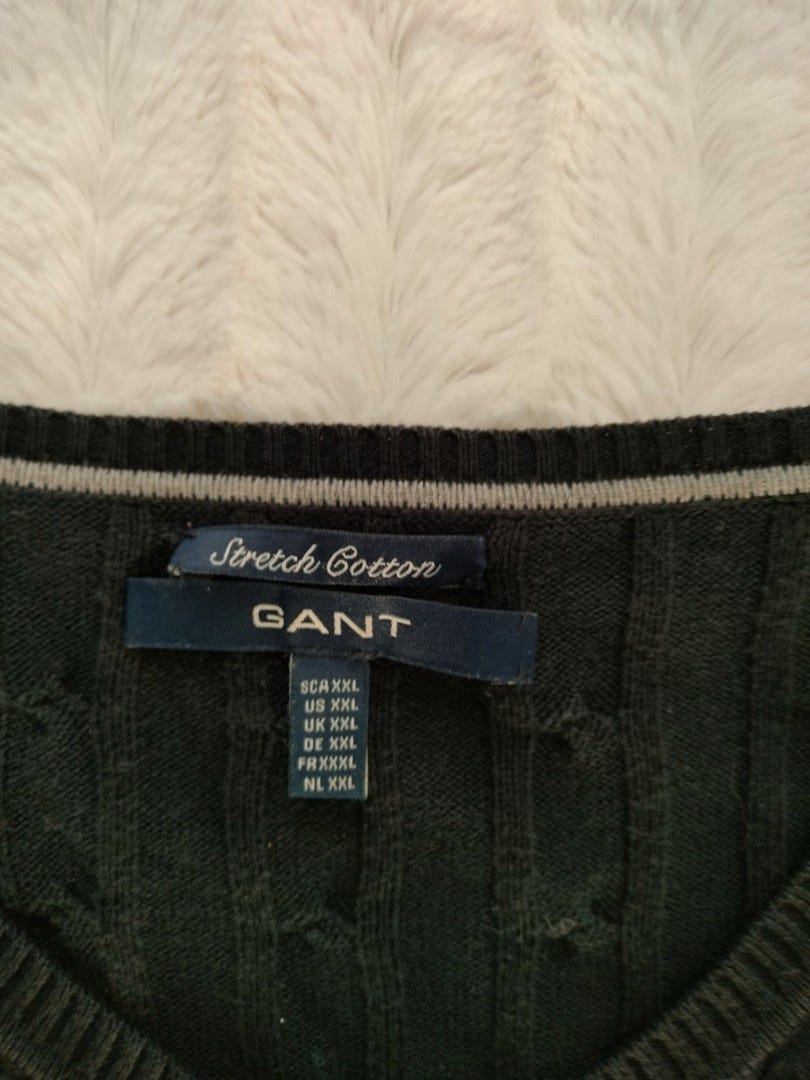 Stretch Cotton
GANT
SCA XXL
US XXL
UK XXL
DE XXL
FR XXXL
NL XXL